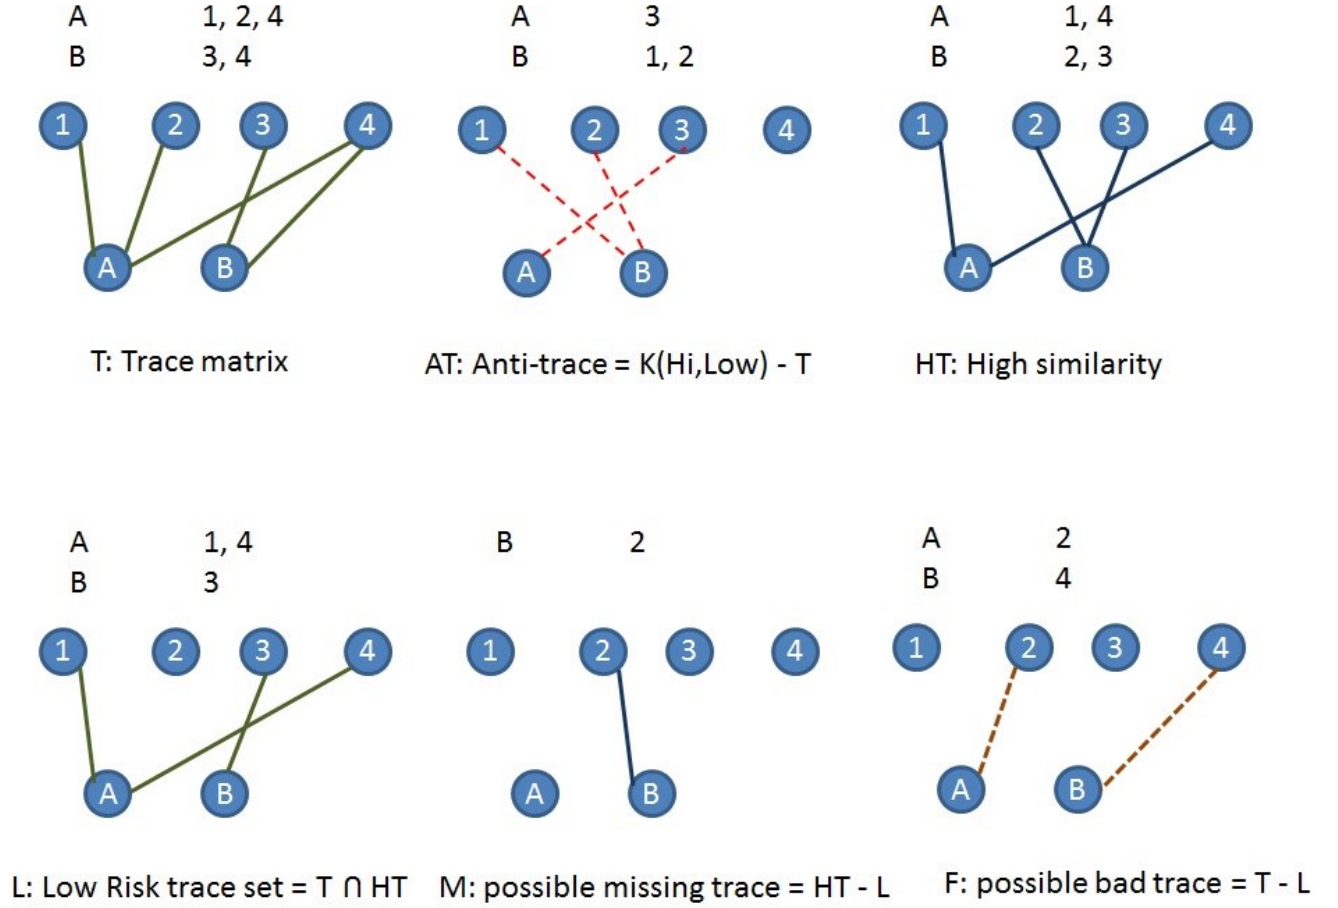 A 1, 2, 4
B 3, 4
1 2 3 4
A B
T: Trace matrix
A 3
B 1, 2
1 2 3 4
A B
AT: Anti-trace = K(Hi,Low) - T
A 1, 4
B 2, 3
1 2 3 4
A B
HT: High similarity
A 1, 4
B 3
1 2 3 4
A B
L: Low Risk trace set = T ∩ HT
B 2
1 2 3 4
A B
M: possible missing trace = HT - L
A 2
B 4
1 2 3 4
A B
F: possible bad trace = T - L